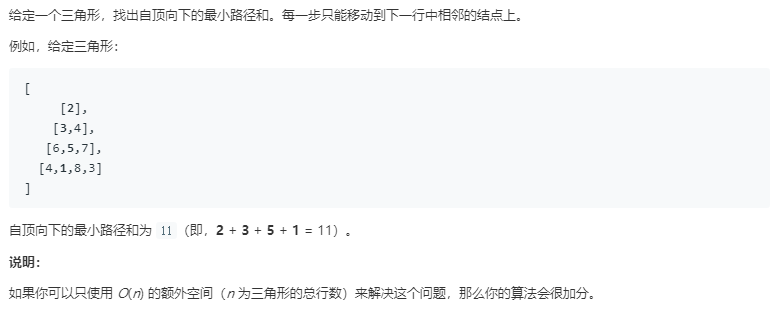 给定一个三角形，找出自顶向下的最小路径和。每一步只能移动到下一行中相邻的结点上。
例如，给定三角形：
[
[2],
[3,4],
[6,5,7],
[4,1,8,3]
]
自顶向下的最小路径和为 11（即，2 + 3 + 5 + 1 = 11）。
说明：
如果你可以只使用 O(n) 的额外空间（n 为三角形的总行数）来解决这个问题，那么你的算法会很加分。